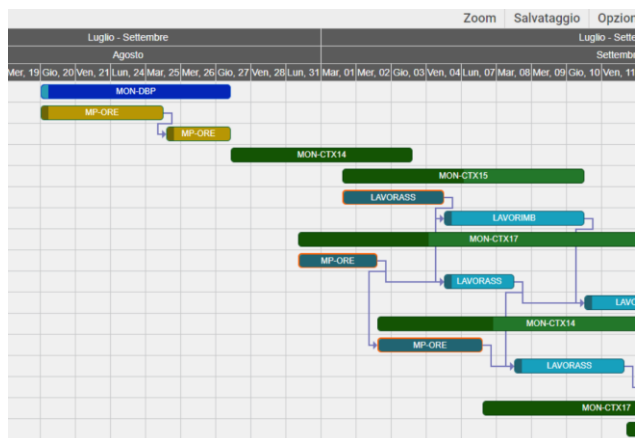 Zoom Salvataggio Opzion
Luglio - Settembre Luglio - Sette
Agosto Settembre
Mer, 19 Gio, 20 Ven, 21 Lun, 24 Mar, 25 Mer, 26 Gio, 27 Ven, 28 Lun, 31 Mar, 01 Mer, 02 Gio, 03 Ven, 04 Lun, 07 Mar, 08 Mer, 09 Gio, 10 Ven, 11
MON-DBP
MP-ORE
MP-ORE
MON-CTX14
MON-CTX15
LAVORASS
LAVORIMB
MON-CTX17
MP-ORE
LAVORASS
LAVO
MON-CTX14
MP-ORE
LAVORASS
MON-CTX17